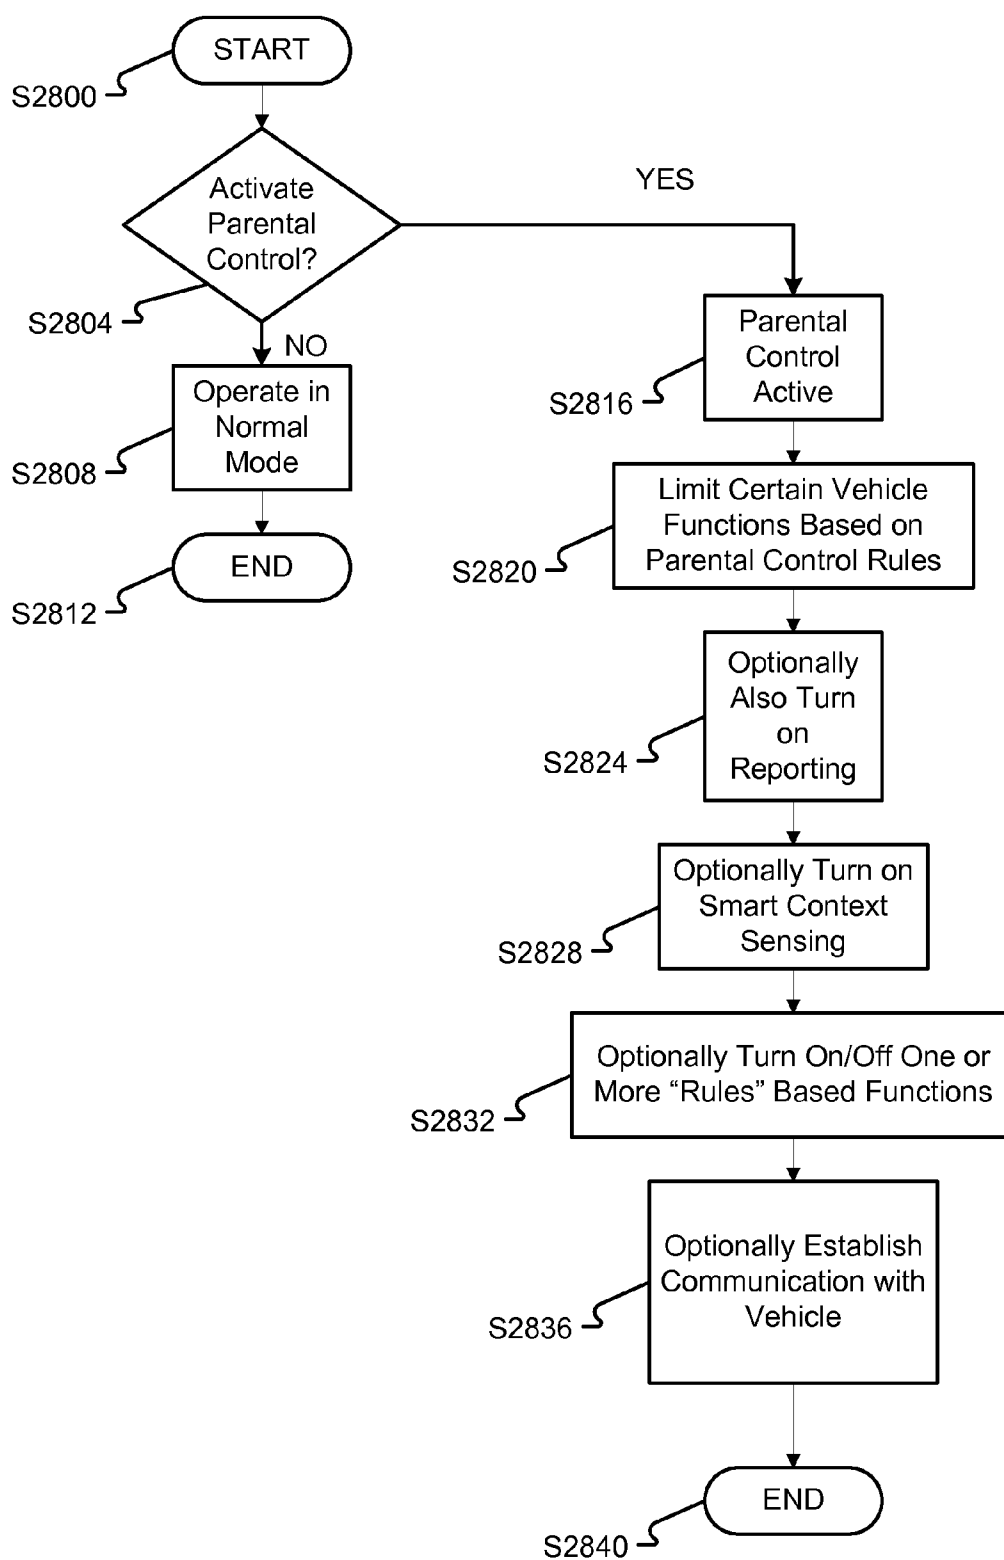 START
S2800
YES
Activate
Parental
Control?
S2804
NO
Operate in
Normal
Mode
S2808
END
S2812
Parental
Control
Active
S2816
Limit Certain Vehicle
Functions Based on
Parental Control Rules
S2820
Optionally
Also Turn
on
Reporting
S2824
Optionally Turn on
Smart Context
Sensing
S2828
Optionally Turn On/Off One or
More “Rules” Based Functions
S2832
Optionally Establish
Communication with
Vehicle
S2836
END
S2840